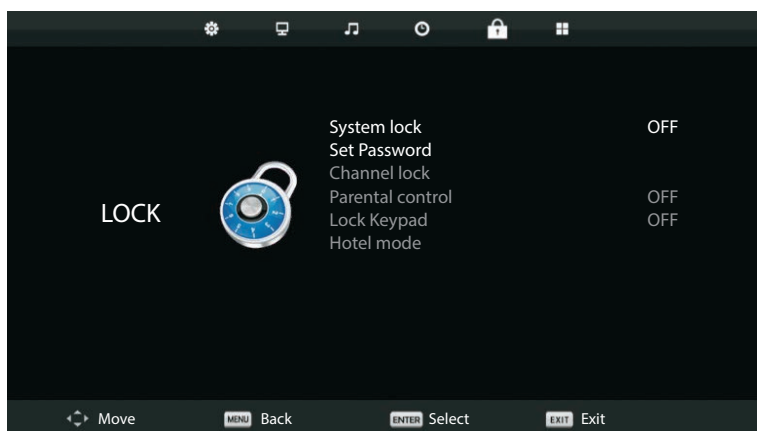 System lock OFF
Set Password
Channel lock
Parental control OFF
LOCK
Lock Keypad OFF
Hotel mode
Move MENU Back ENTER Select EXIT Exit